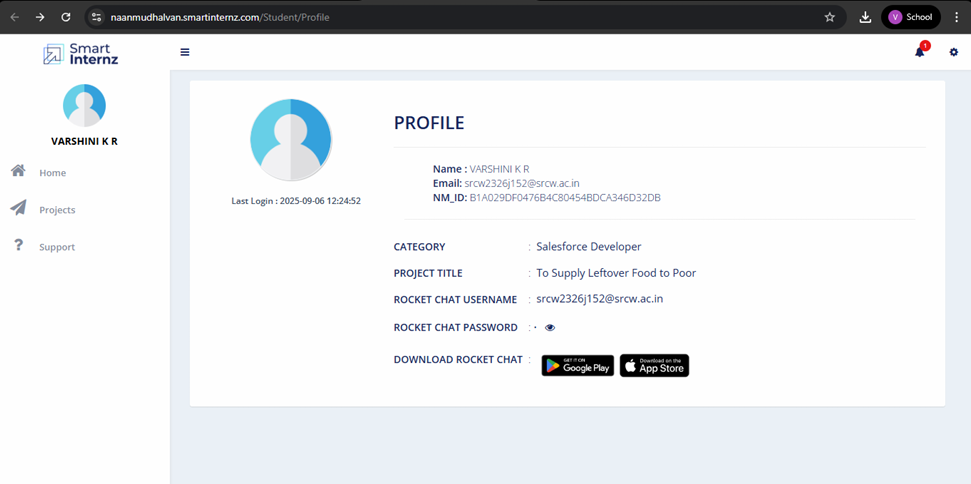 naanmudhalvan.smartinternz.com/Student/Profile
V School
Smart
Internz
1
VARSHINI K R
Home
Projects
? Support
Last Login : 2025-09-06 12:24:52
PROFILE
Name : VARSHINI K R
Email: srcw2326j152@srcw.ac.in
NM_ID: B1A029DF0476B4C80454BDCA346D32DB
CATEGORY : Salesforce Developer
PROJECT TITLE : To Supply Leftover Food to Poor
ROCKET CHAT USERNAME : srcw2326j152@srcw.ac.in
ROCKET CHAT PASSWORD : ·
DOWNLOAD ROCKET CHAT :
GET IT ON
Google Play
Download on the
App Store